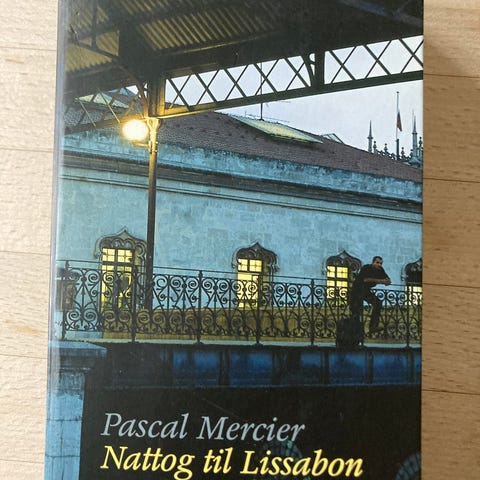 Pascal Mercier
Nattog til Lissabon